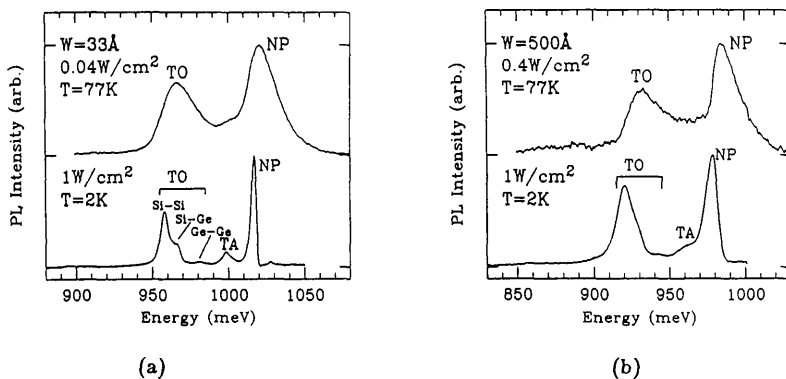 W=33Å
0.04W/cm²
T=77K
TO
NP
1W/cm²
T=2K
TO
Si-Si
Si-Ge
Ge-Ge
TA
NP
PL Intensity (arb.)
900 950 1000 1050
Energy (meV)
(a)
W=500Å
0.4W/cm²
T=77K
TO
NP
1W/cm²
T=2K
TO
TA
NP
PL Intensity (arb.)
850 900 950 1000
Energy (meV)
(b)